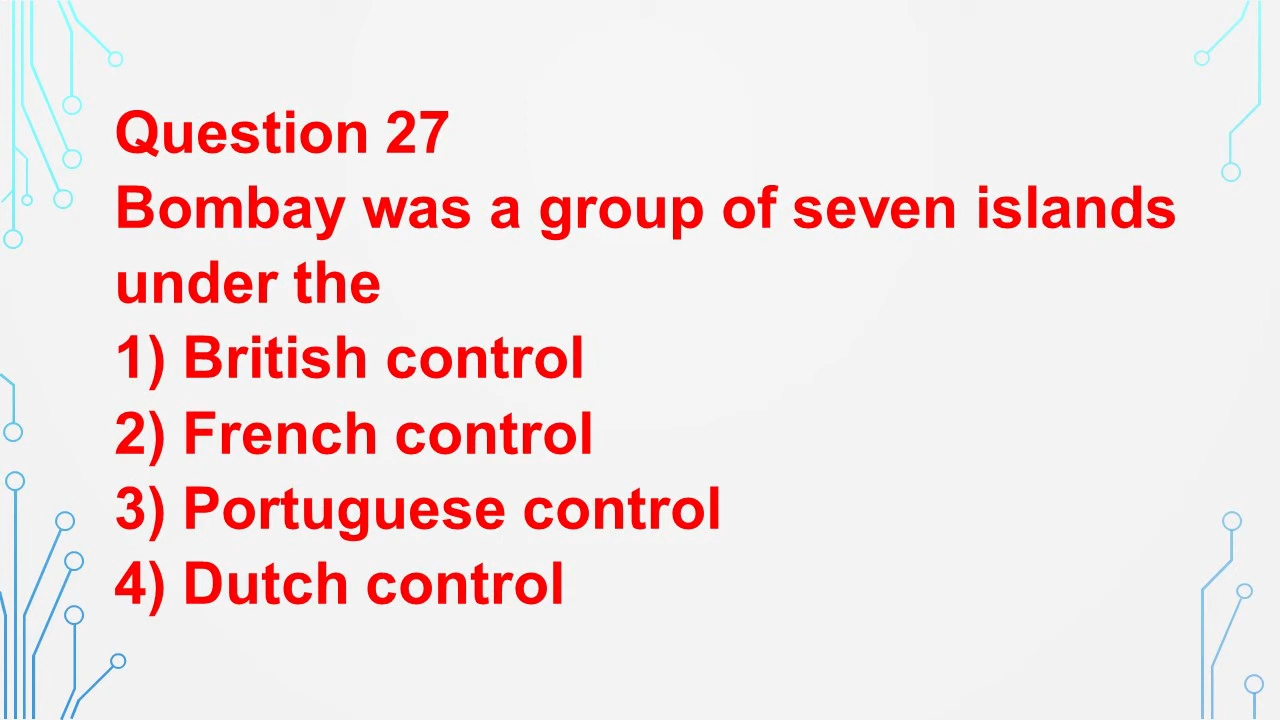 Question 27
Bombay was a group of seven islands
under the
1) British control
2) French control
3) Portuguese control
4) Dutch control